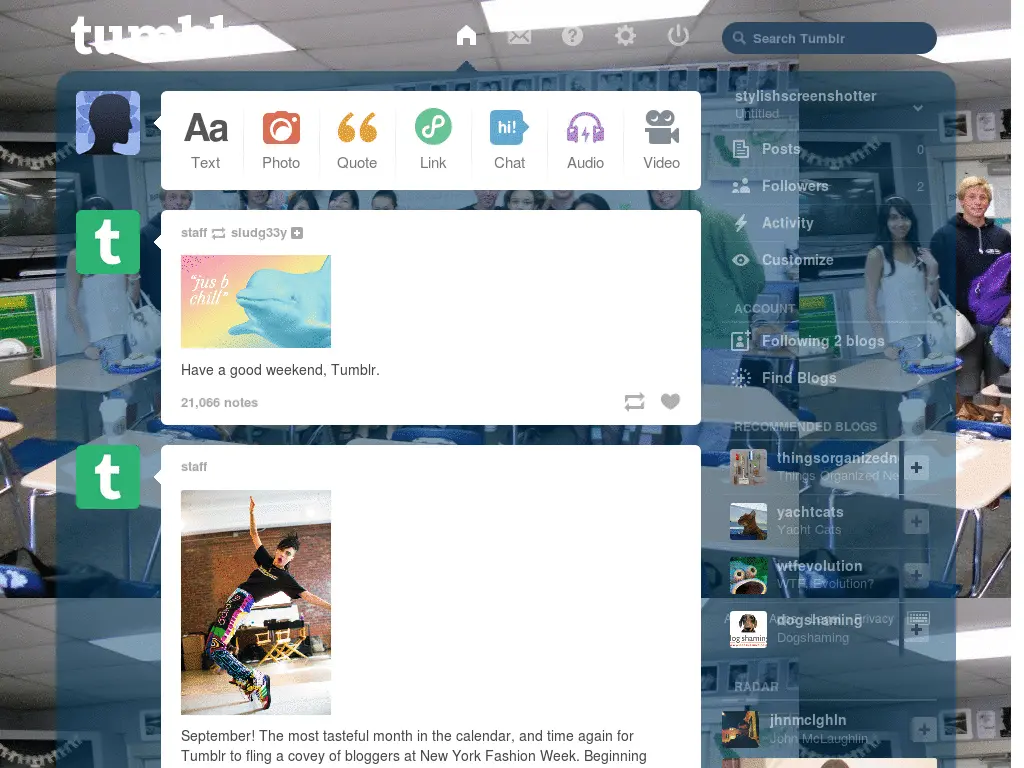 tumblr
Search Tumblr
Aa
hi!
Text
Photo
Quote
Link
Chat
Audio
Video
stylishscreenshotter
Untitled
Posts
0
Followers
2
Activity
Customize
ACCOUNT
Following 2 blogs
Find Blogs
RECOMMENDED BLOGS
thingsorganizedn
Things Organized Ne
yachtcats
Yacht Cats
wtfevolution
WTF, Evolution?
dogshaming
Dogshaming
Legal Privacy
RADAR
jhnmclghln
John McLaughlin
t
staff sludg33y
"jus b
chill"
Have a good weekend, Tumblr.
21,066 notes
t
staff
September! The most tasteful month in the calendar, and time again for
Tumblr to fling a covey of bloggers at New York Fashion Week. Beginning